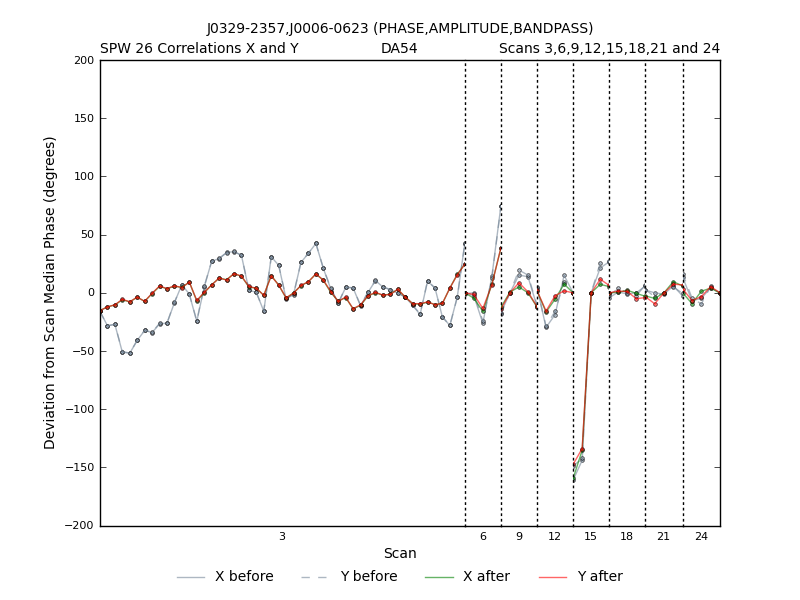 J0329-2357,J0006-0623 (PHASE,AMPLITUDE,BANDPASS)
SPW 26 Correlations X and Y DA54 Scans 3,6,9,12,15,18,21 and 24
200
150
100
50
0
−50
−100
−150
−200
Deviation from Scan Median Phase (degrees)
3 6 9 12 15 18 21 24
Scan
X before Y before X after Y after